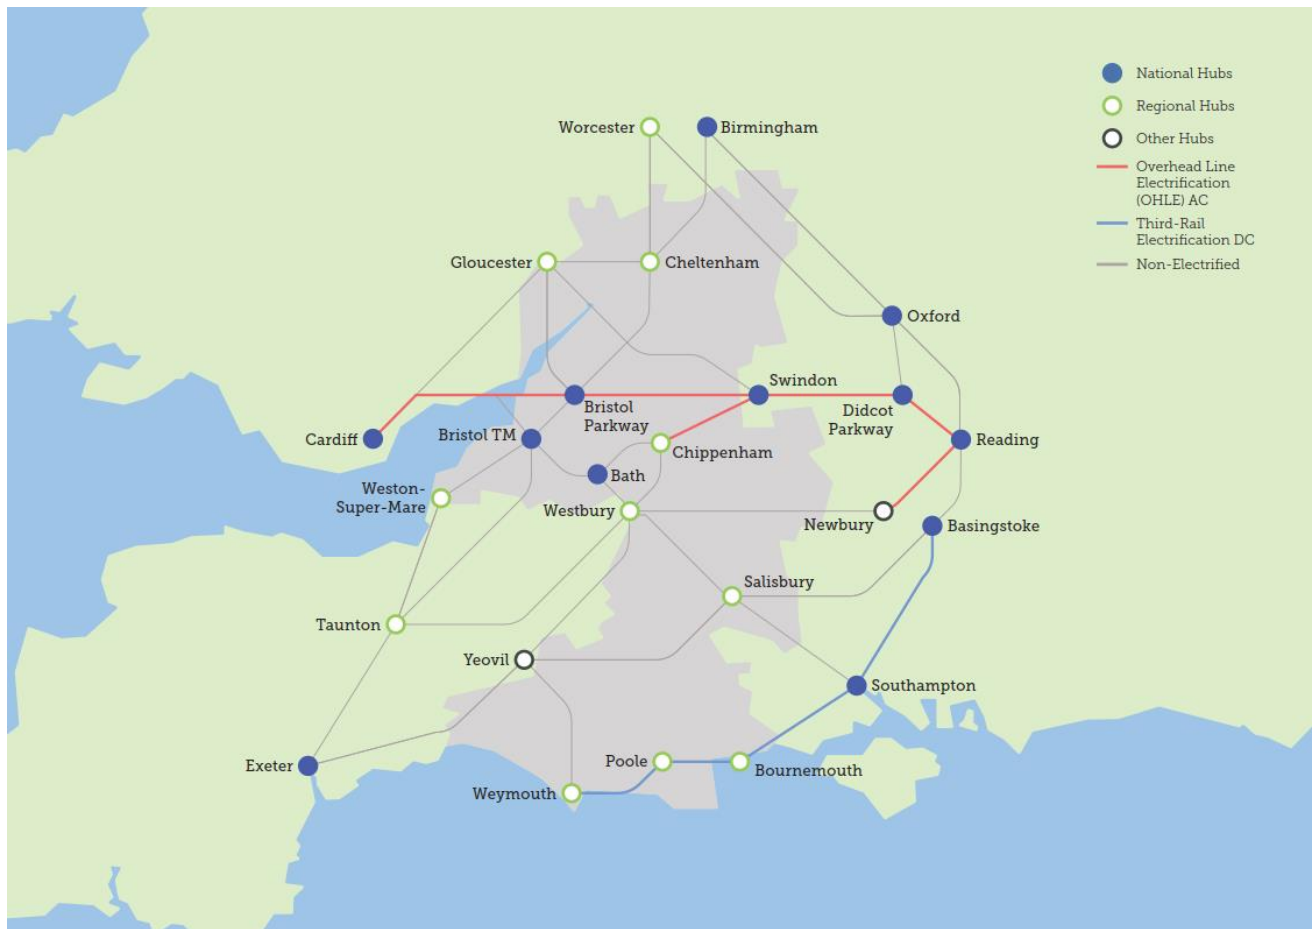 National Hubs
Regional Hubs
Other Hubs
Overhead Line
Electrification
(OHLE) AC
Third-Rail
Electrification DC
Non-Electrified
Worcester
Birmingham
Gloucester
Cheltenham
Oxford
Swindon
Bristol
Parkway
Didcot
Parkway
Cardiff
Bristol TM
Reading
Chippenham
Bath
Weston-
Super-Mare
Westbury
Newbury
Basingstoke
Salisbury
Taunton
Yeovil
Southampton
Exeter
Poole
Bournemouth
Weymouth